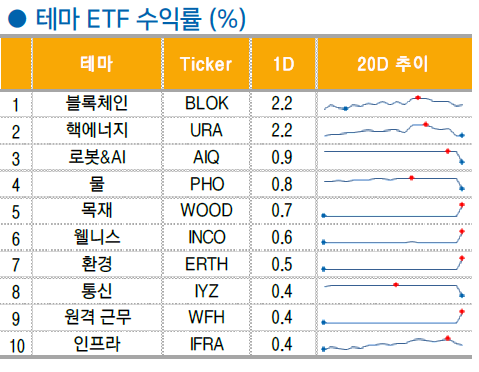 ● 테마 ETF 수익률 (%)
테마 Ticker 1D 20D 추이
1 블록체인 BLOK 2.2
2 핵에너지 URA 2.2
3 로봇&AI AIQ 0.9
4 물 PHO 0.8
5 목재 WOOD 0.7
6 웰니스 INCO 0.6
7 환경 ERTH 0.5
8 통신 IYZ 0.4
9 원격 근무 WFH 0.4
10 인프라 IFRA 0.4